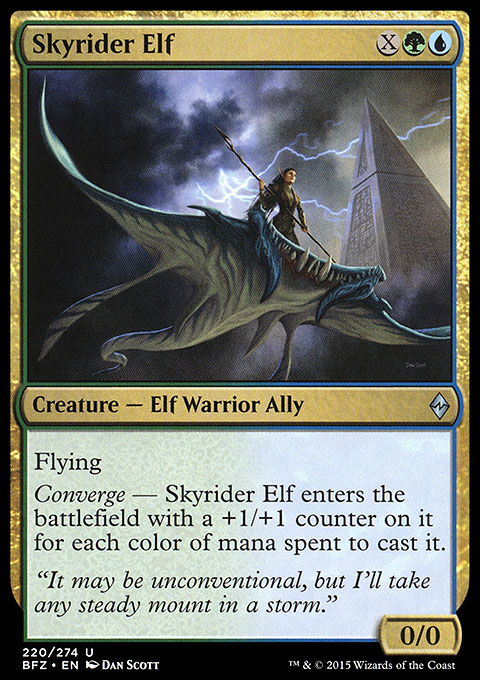 Skyrider Elf X
Creature — Elf Warrior Ally
Flying
Converge — Skyrider Elf enters the
battlefield with a +1/+1 counter on it
for each color of mana spent to cast it.
“It may be unconventional, but I’ll take
any steady mount in a storm.”
0/0
220/274 U
BFZ • EN Dan Scott
™ & © 2015 Wizards of the Coast